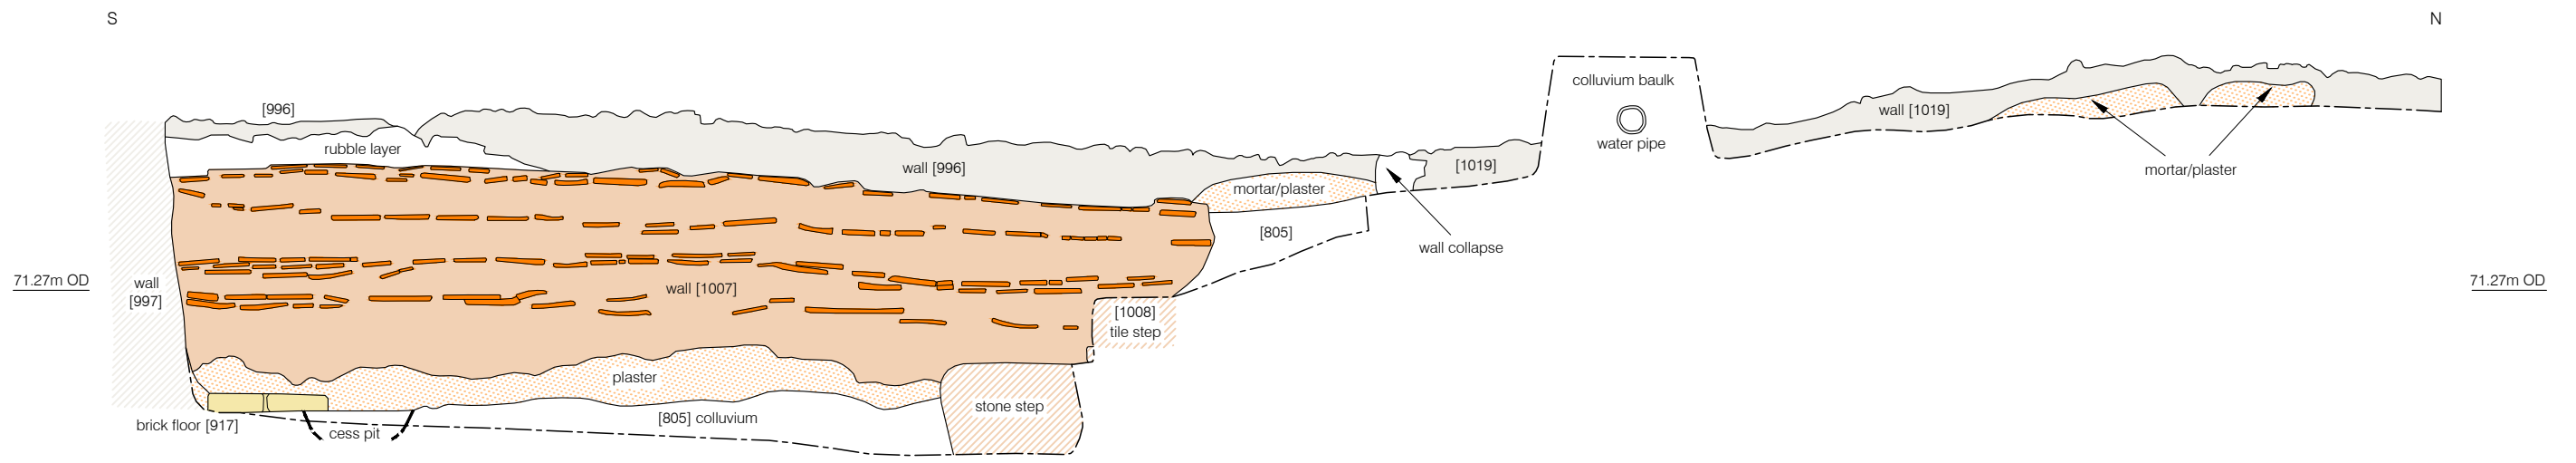 S
N
[996]
colluvium baulk
water pipe
wall [1019]
rubble layer
wall [996]
[1019]
mortar/plaster
mortar/plaster
[805]
wall collapse
71.27m OD
71.27m OD
wall
[997]
wall [1007]
[1008]
tile step
plaster
stone step
[805] colluvium
brick floor [917]
cess pit